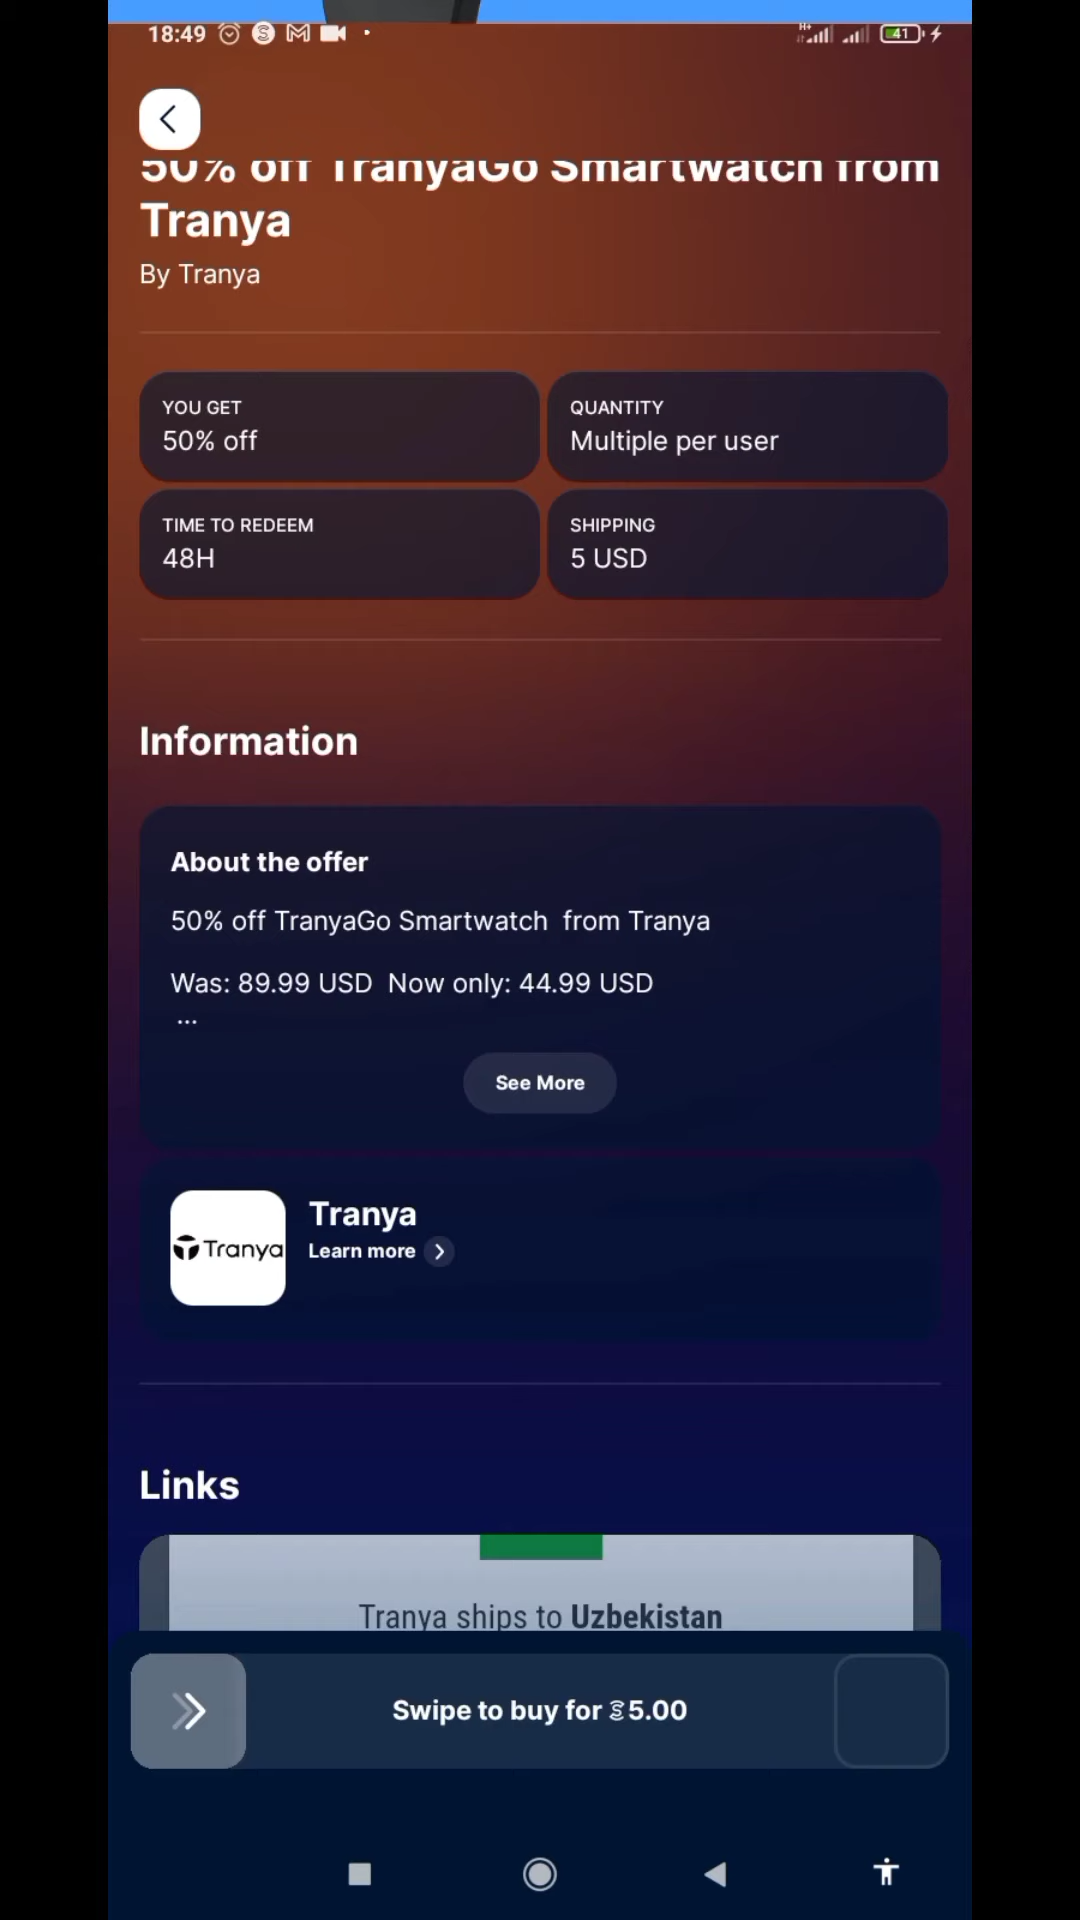 18:49
41
50% off TranyaGo Smartwatch from
Tranya
By Tranya
YOU GET
50% off
QUANTITY
Multiple per user
TIME TO REDEEM
48H
SHIPPING
5 USD
Information
About the offer
50% off TranyaGo Smartwatch from Tranya
Was: 89.99 USD Now only: 44.99 USD
...
See More
Tranya
Tranya
Learn more
Links
Tranya ships to Uzbekistan
Swipe to buy for 5.00